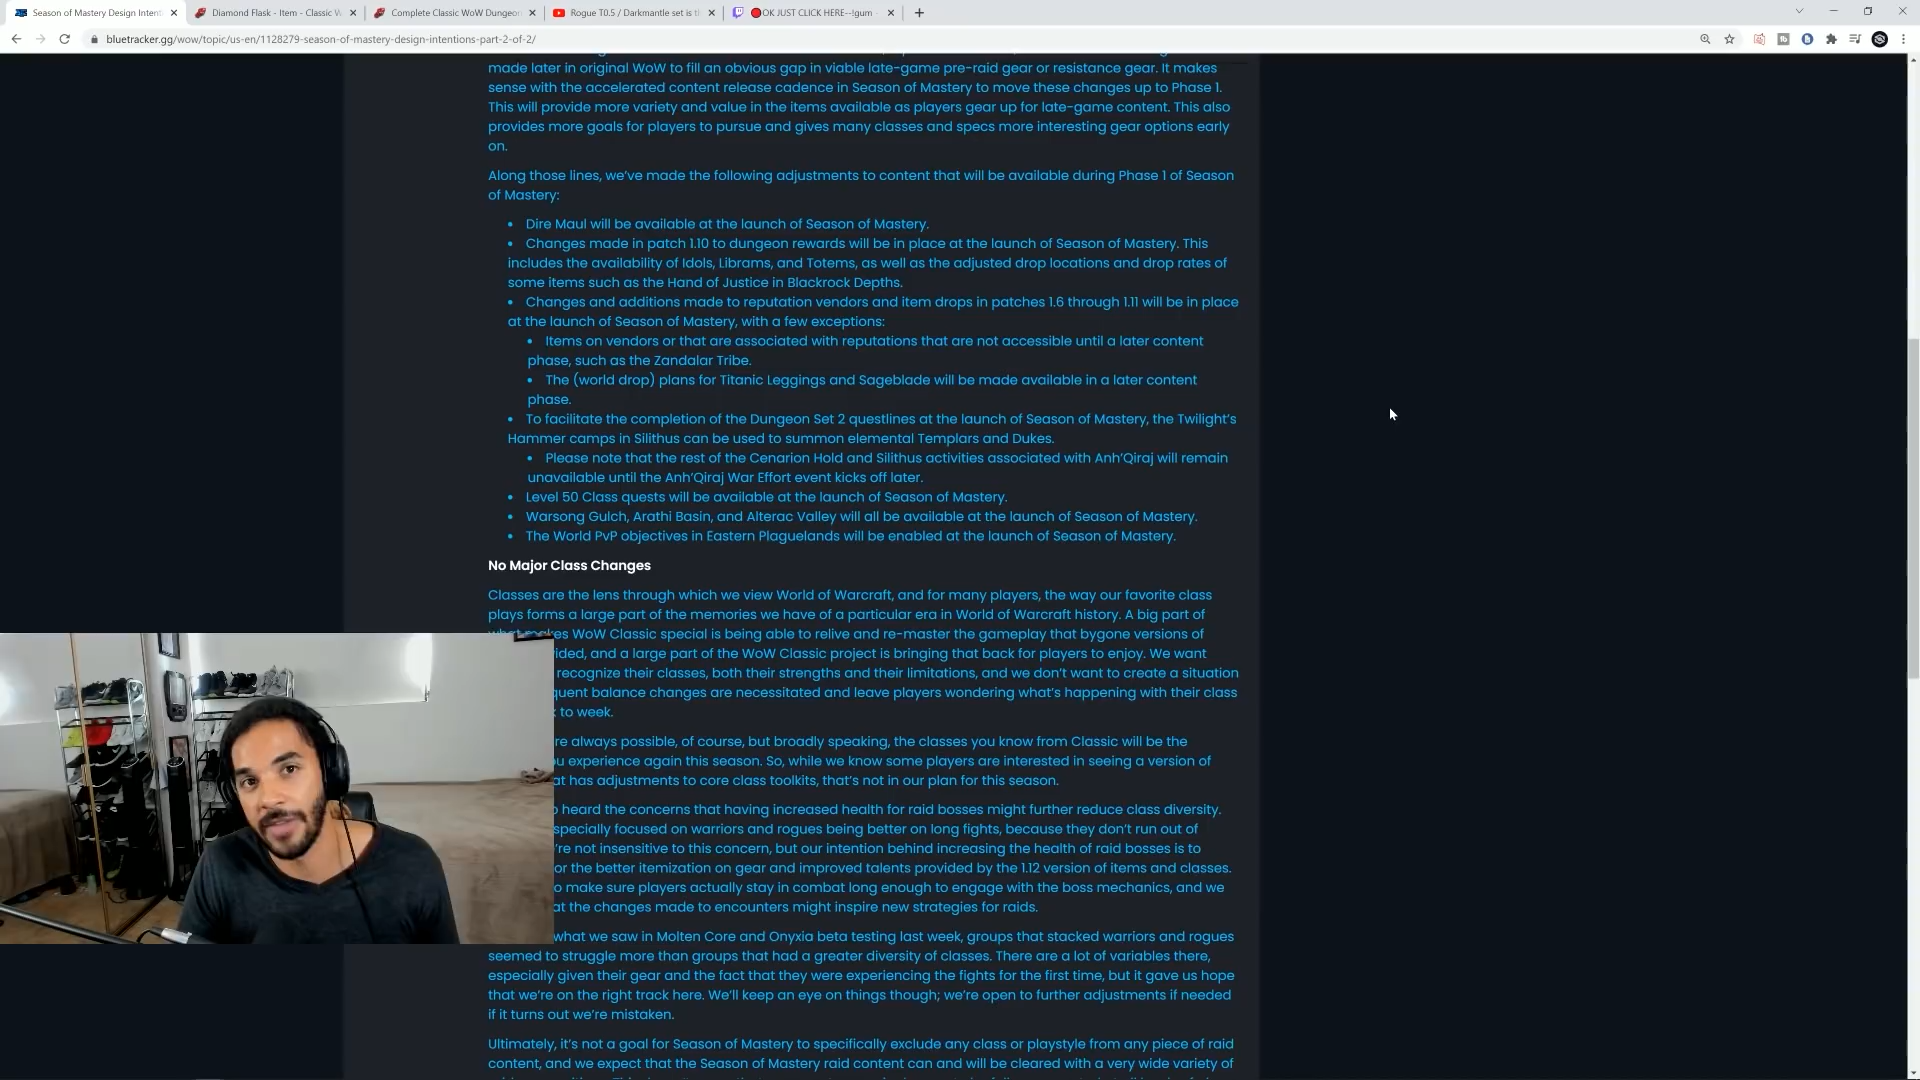 Season of Mastery Design Intent
Diamond Flask - Item - Classic W
Complete Classic WoW Dungeon
Rogue T0.5 / Darkmantle set is t
OK JUST CLICK HERE--!gum
bluetracker.gg/wow/topic/us-en/1128279-season-of-mastery-design-intentions-part-2-of-2/
made later in original WoW to fill an obvious gap in viable late-game pre-raid gear or resistance gear. It makes
sense with the accelerated content release cadence in Season of Mastery to move these changes up to Phase 1.
This will provide more variety and value in the items available as players gear up for late-game content. This also
provides more goals for players to pursue and gives many classes and specs more interesting gear options early
on.
Along those lines, we've made the following adjustments to content that will be available during Phase 1 of Season
of Mastery:
• Dire Maul will be available at the launch of Season of Mastery.
• Changes made in patch 1.10 to dungeon rewards will be in place at the launch of Season of Mastery. This
includes the availability of Idols, Librams, and Totems, as well as the adjusted drop locations and drop rates of
some items such as the Hand of Justice in Blackrock Depths.
• Changes and additions made to reputation vendors and item drops in patches 1.6 through 1.11 will be in place
at the launch of Season of Mastery, with a few exceptions:
• Items on vendors or that are associated with reputations that are not accessible until a later content
phase, such as the Zandalar Tribe.
• The (world drop) plans for Titanic Leggings and Sageblade will be made available in a later content
phase.
• To facilitate the completion of the Dungeon Set 2 questlines at the launch of Season of Mastery, the Twilight's
Hammer camps in Silithus can be used to summon elemental Templars and Dukes.
• Please note that the rest of the Cenarion Hold and Silithus activities associated with Anh'Qiraj will remain
unavailable until the Anh'Qiraj War Effort event kicks off later.
• Level 50 Class quests will be available at the launch of Season of Mastery.
• Warsong Gulch, Arathi Basin, and Alterac Valley will all be available at the launch of Season of Mastery.
• The World PvP objectives in Eastern Plaguelands will be enabled at the launch of Season of Mastery.
No Major Class Changes
Classes are the lens through which we view World of Warcraft, and for many players, the way our favorite class
plays forms a large part of the memories we have of a particular era in World of Warcraft history. A big part of
what makes WoW Classic special is being able to relive and re-master the gameplay that bygone versions of
vided, and a large part of the WoW Classic project is bringing that back for players to enjoy. We want
recognize their classes, both their strengths and their limitations, and we don't want to create a situation
quent balance changes are necessitated and leave players wondering what's happening with their class
to week.
re always possible, of course, but broadly speaking, the classes you know from Classic will be the
u experience again this season. So, while we know some players are interested in seeing a version of
at has adjustments to core class toolkits, that's not in our plan for this season.
o heard the concerns that having increased health for raid bosses might further reduce class diversity.
specially focused on warriors and rogues being better on long fights, because they don't run out of
're not insensitive to this concern, but our intention behind increasing the health of raid bosses is to
or the better itemization on gear and improved talents provided by the 1.12 version of items and classes.
o make sure players actually stay in combat long enough to engage with the boss mechanics, and we
at the changes made to encounters might inspire new strategies for raids.
what we saw in Molten Core and Onyxia beta testing last week, groups that stacked warriors and rogues
seemed to struggle more than groups that had a greater diversity of classes. There are a lot of variables there,
especially given their gear and the fact that they were experiencing the fights for the first time, but it gave us hope
that we're on the right track here. We'll keep an eye on things though; we're open to further adjustments if needed
if it turns out we're mistaken.
Ultimately, it's not a goal for Season of Mastery to specifically exclude any class or playstyle from any piece of raid
content, and we expect that the Season of Mastery raid content can and will be cleared with a very wide variety of